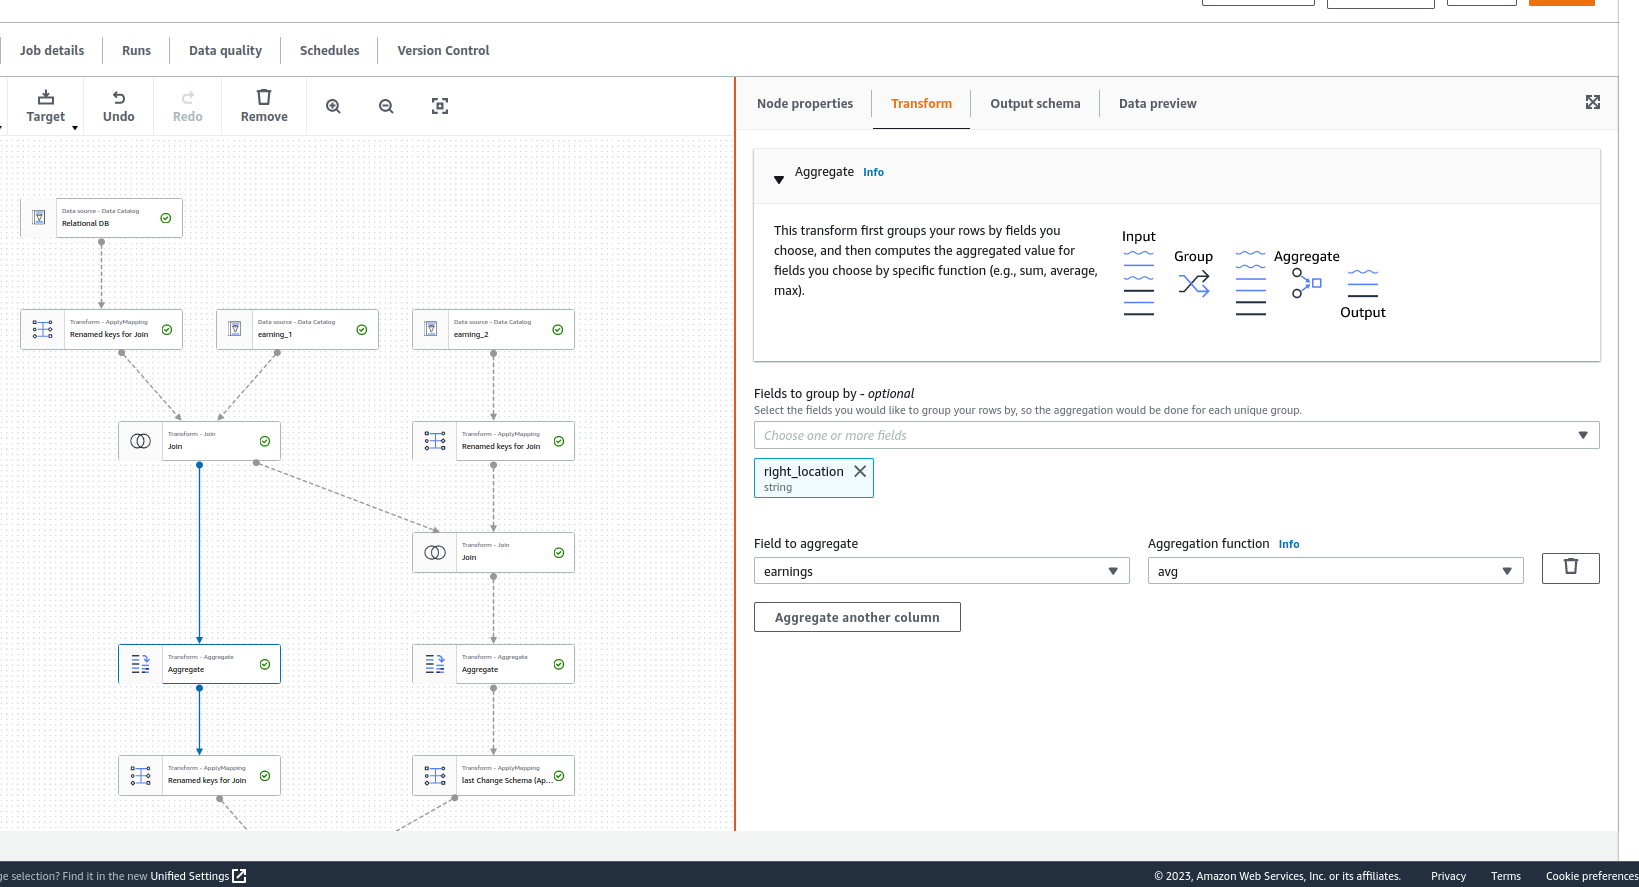 Job details
Runs
Data quality
Schedules
Version Control
Target
Undo
Redo
Remove
Node properties
Transform
Output schema
Data preview
Data source - Data Catalog
Relational DB
Transform - ApplyMapping
Renamed keys for Join
Data source - Data Catalog
earning_1
Data source - Data Catalog
earning_2
Transform - Join
Join
Transform - ApplyMapping
Renamed keys for Join
Transform - Join
Join
Transform - Aggregate
Aggregate
Transform - Aggregate
Aggregate
Transform - ApplyMapping
Renamed keys for Join
Transform - ApplyMapping
last Change Schema (Ap...
Aggregate Info
This transform first groups your rows by fields you
choose, and then computes the aggregated value for
fields you choose by specific function (e.g., sum, average,
max).
Input
Group
Aggregate
Output
Fields to group by - optional
Select the fields you would like to group your rows by, so the aggregation would be done for each unique group.
Choose one or more fields
right_location
string
Field to aggregate
earnings
Aggregation function Info
avg
Aggregate another column
ge selection? Find it in the new Unified Settings
© 2023, Amazon Web Services, Inc. or its affiliates.
Privacy
Terms
Cookie preferences